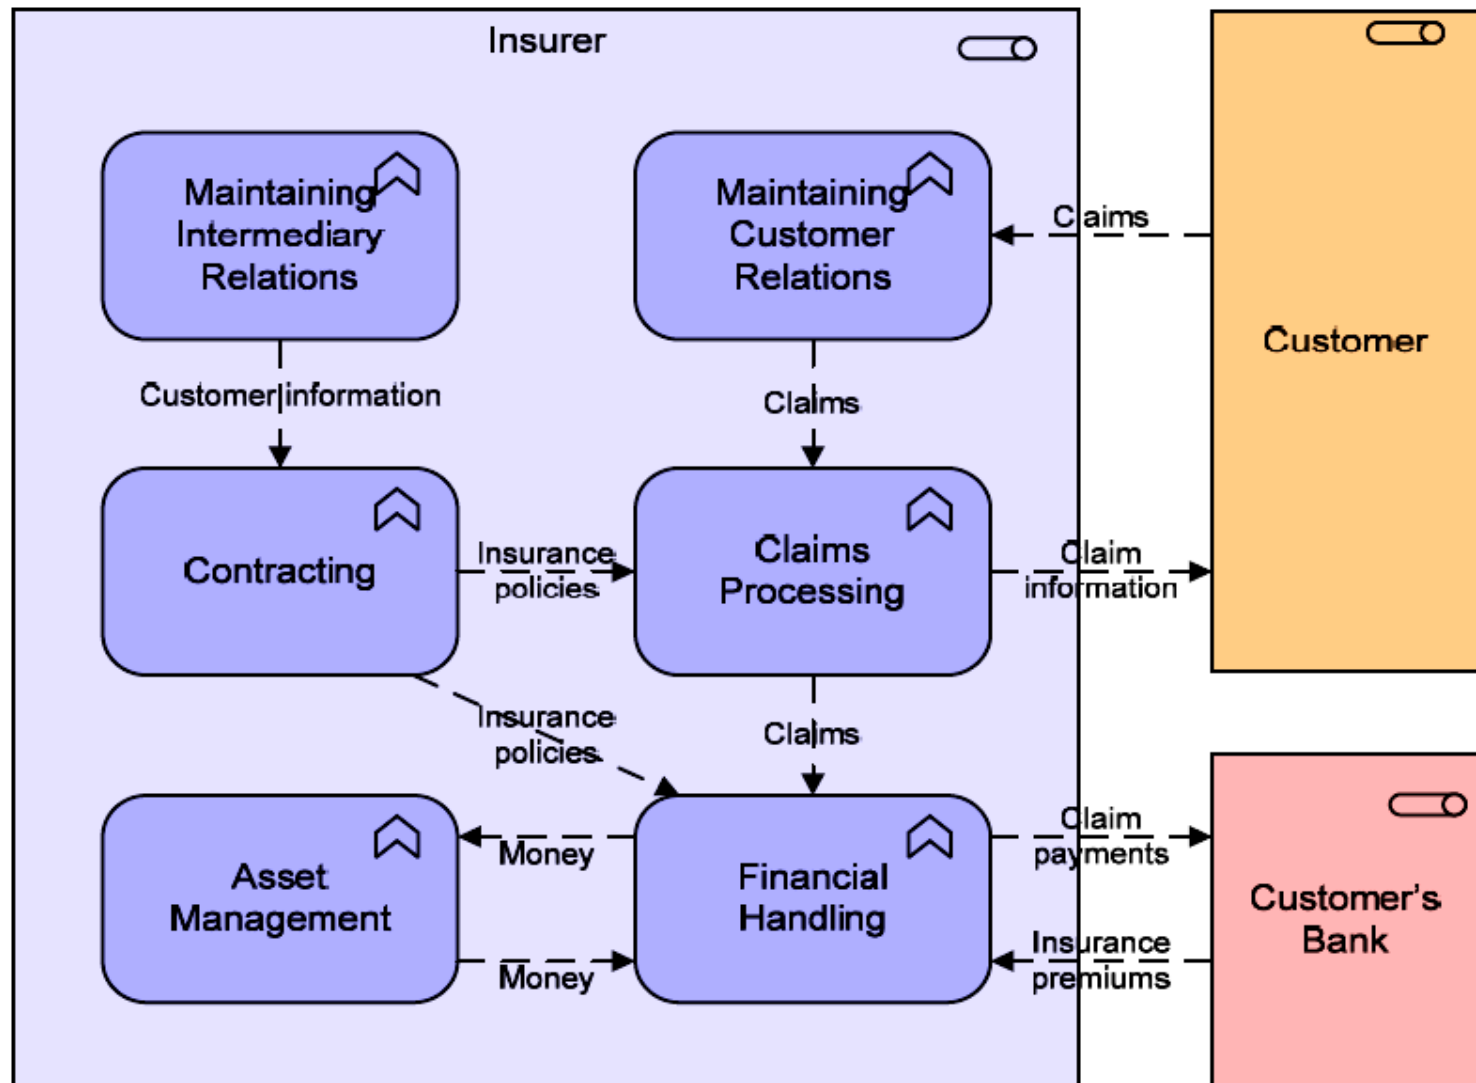 Insurer
Maintaining
Intermediary
Relations
Maintaining
Customer
Relations
Claims
Customer
Customer information
Claims
Contracting
Insurance
policies
Claims
Processing
Claim
information
Insurance
policies
Claims
Asset
Management
Money
Money
Financial
Handling
Claim
payments
Insurance
premiums
Customer’s
Bank